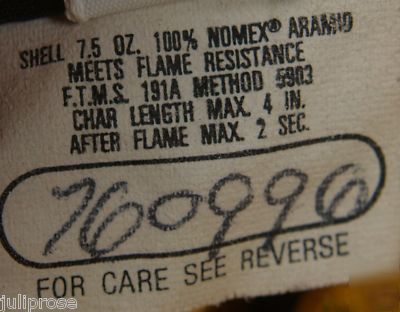 SHELL 7.5 OZ. 100% NOMEX® ARAMID
MEETS FLAME RESISTANCE
F.T.M.S. 191A METHOD 5903
CHAR LENGTH MAX. 4 IN.
AFTER FLAME MAX. 2 SEC.
760996
FOR CARE SEE REVERSE
juliprose